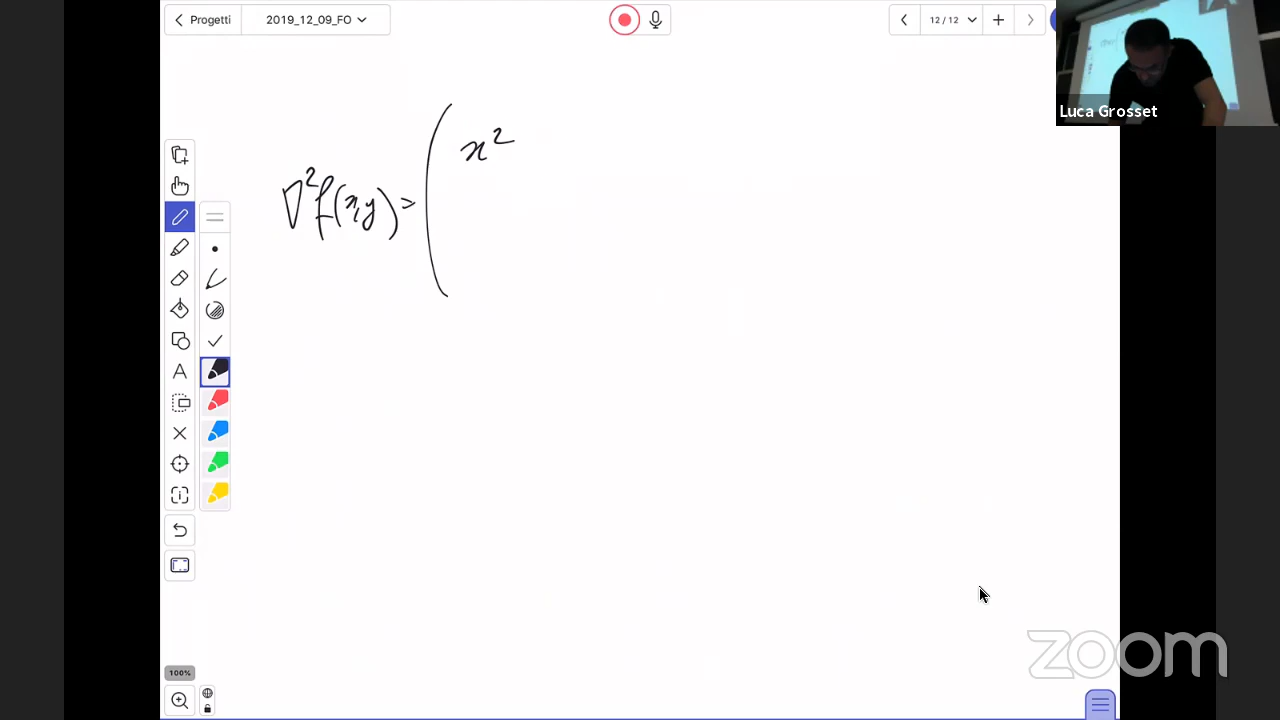 Progetti 2019_12_09_FO 12/12
Luca Grosset
x²
∇²f(x,y)= (
100%
zoom